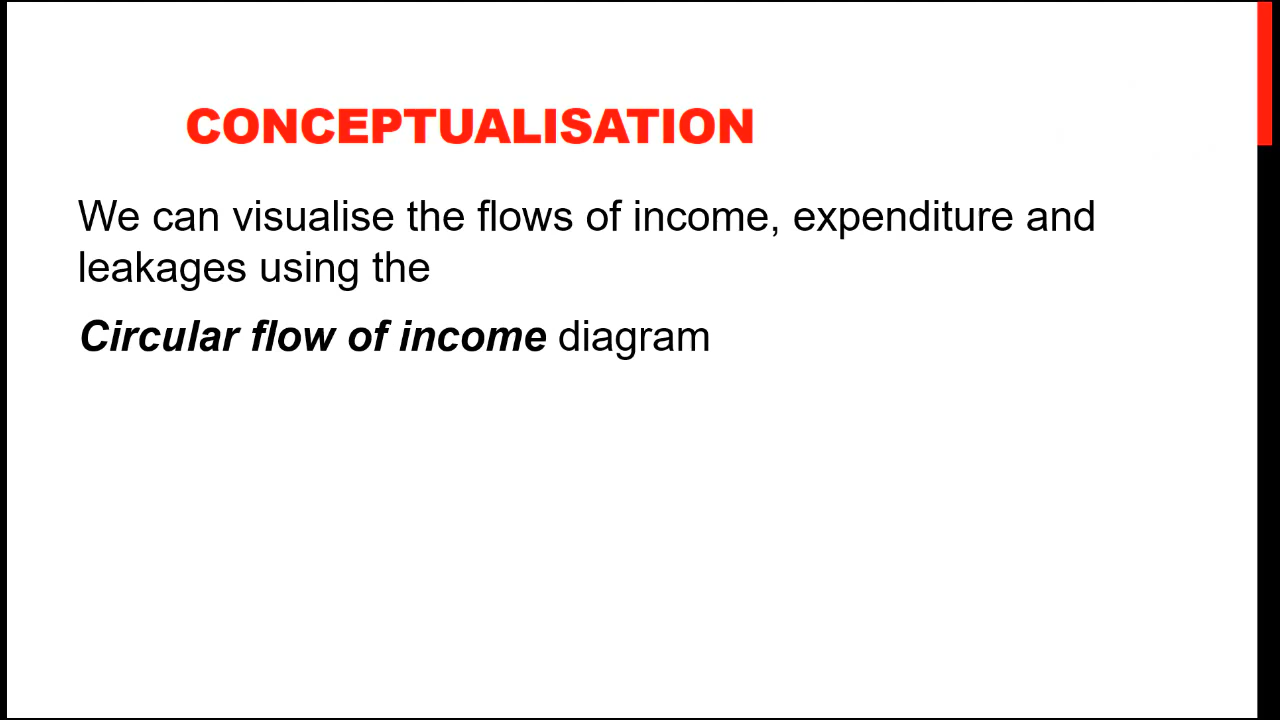 CONCEPTUALISATION
We can visualise the flows of income, expenditure and
leakages using the
Circular flow of income diagram